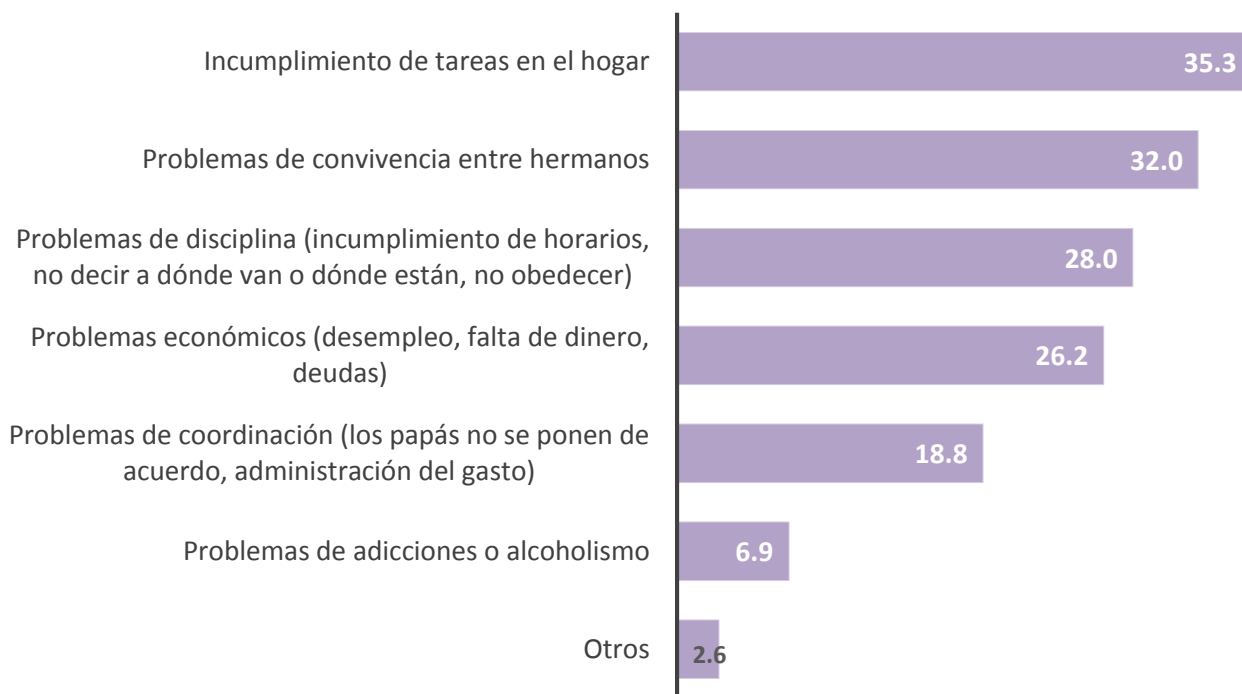 Incumplimiento de tareas en el hogar
35.3
Problemas de convivencia entre hermanos
32.0
Problemas de disciplina (incumplimiento de horarios,
no decir a dónde van o dónde están, no obedecer)
28.0
Problemas económicos (desempleo, falta de dinero,
deudas)
26.2
Problemas de coordinación (los papás no se ponen de
acuerdo, administración del gasto)
18.8
Problemas de adicciones o alcoholismo
6.9
Otros
2.6